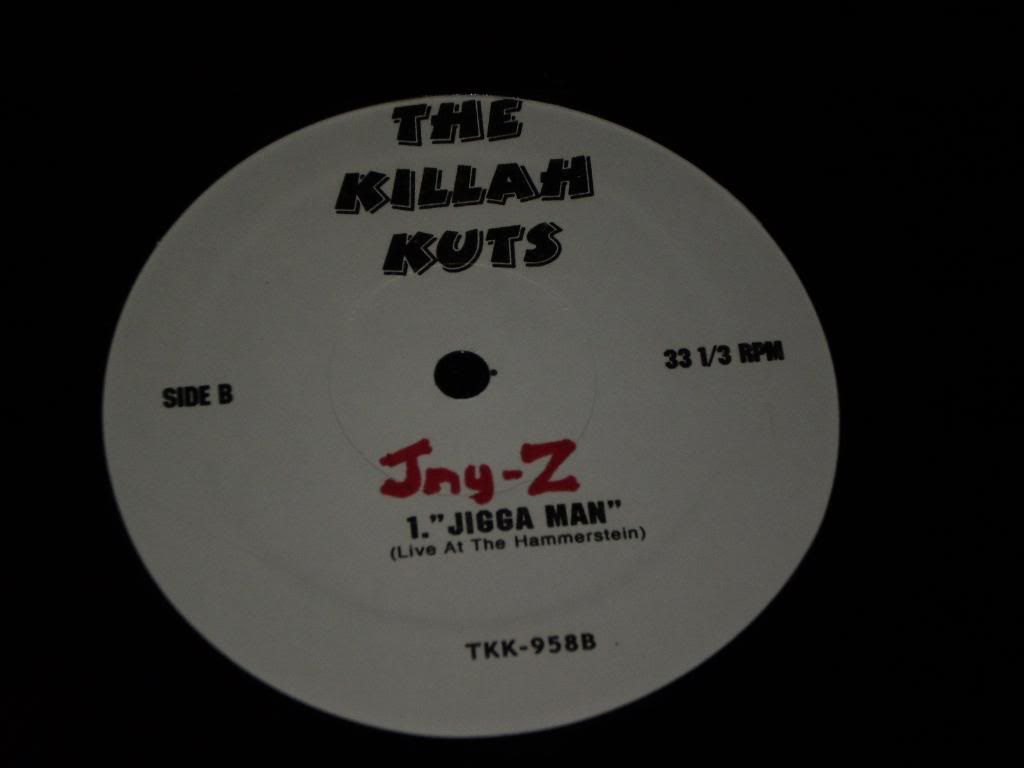 THE
KILLAH
KUTS
SIDE B
33 1/3 RPM
Jay-Z
1."JIGGA MAN"
(Live At The Hammerstein)
TKK-958B